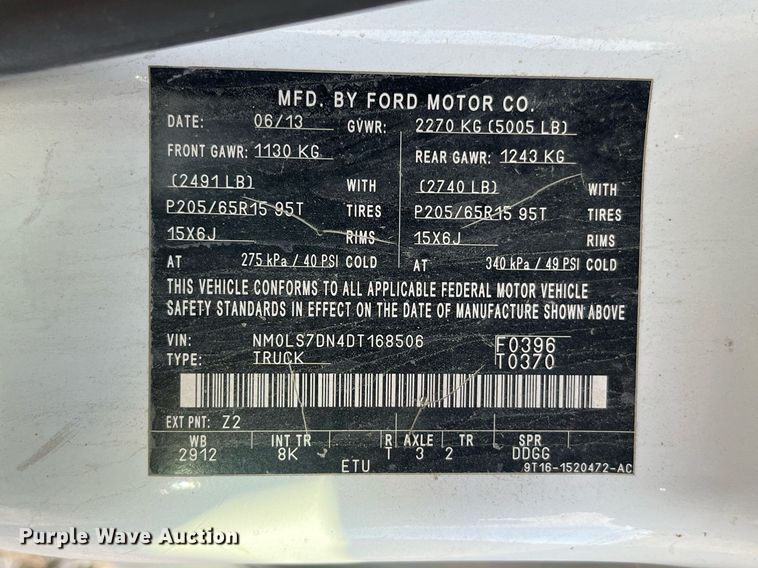 MFD. BY FORD MOTOR CO.
DATE: 06/13 GVWR: 2270 KG (5005 LB)
FRONT GAWR: 1130 KG REAR GAWR: 1243 KG
(2491 LB) WITH (2740 LB) WITH
P205/65R15 95T TIRES P205/65R15 95T TIRES
15X6J RIMS 15X6J RIMS
AT 275 kPa / 40 PSI COLD AT 340 kPa / 49 PSI COLD
THIS VEHICLE CONFORMS TO ALL APPLICABLE FEDERAL MOTOR VEHICLE
SAFETY STANDARDS IN EFFECT ON THE DATE OF MANUFACTURE SHOWN ABOVE
VIN: NM0LS7DN4DT168506 F0396
TYPE: TRUCK T0370
EXT PNT: Z2
WB INT TR R AXLE TR SPR
2912 8K T 3 2 DDGG
ETU 9T16-1520472-AC
Purple Wave Auction